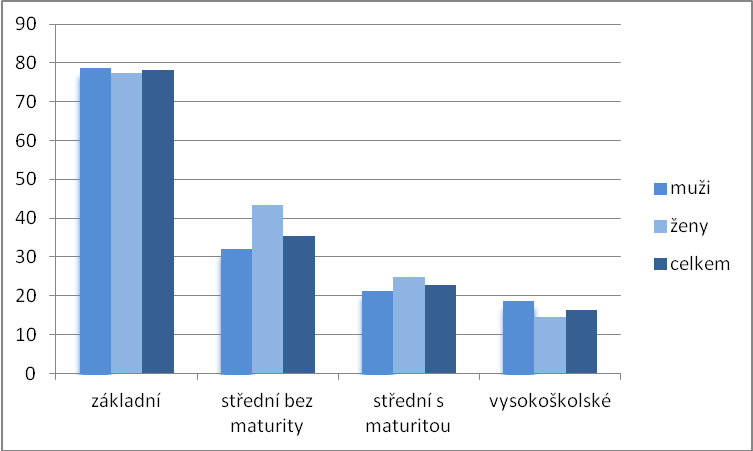 90
80
70
60
50
40
30
20
10
0
základní
střední bez
maturity
střední s
maturitou
vysokoškolské
muži
ženy
celkem